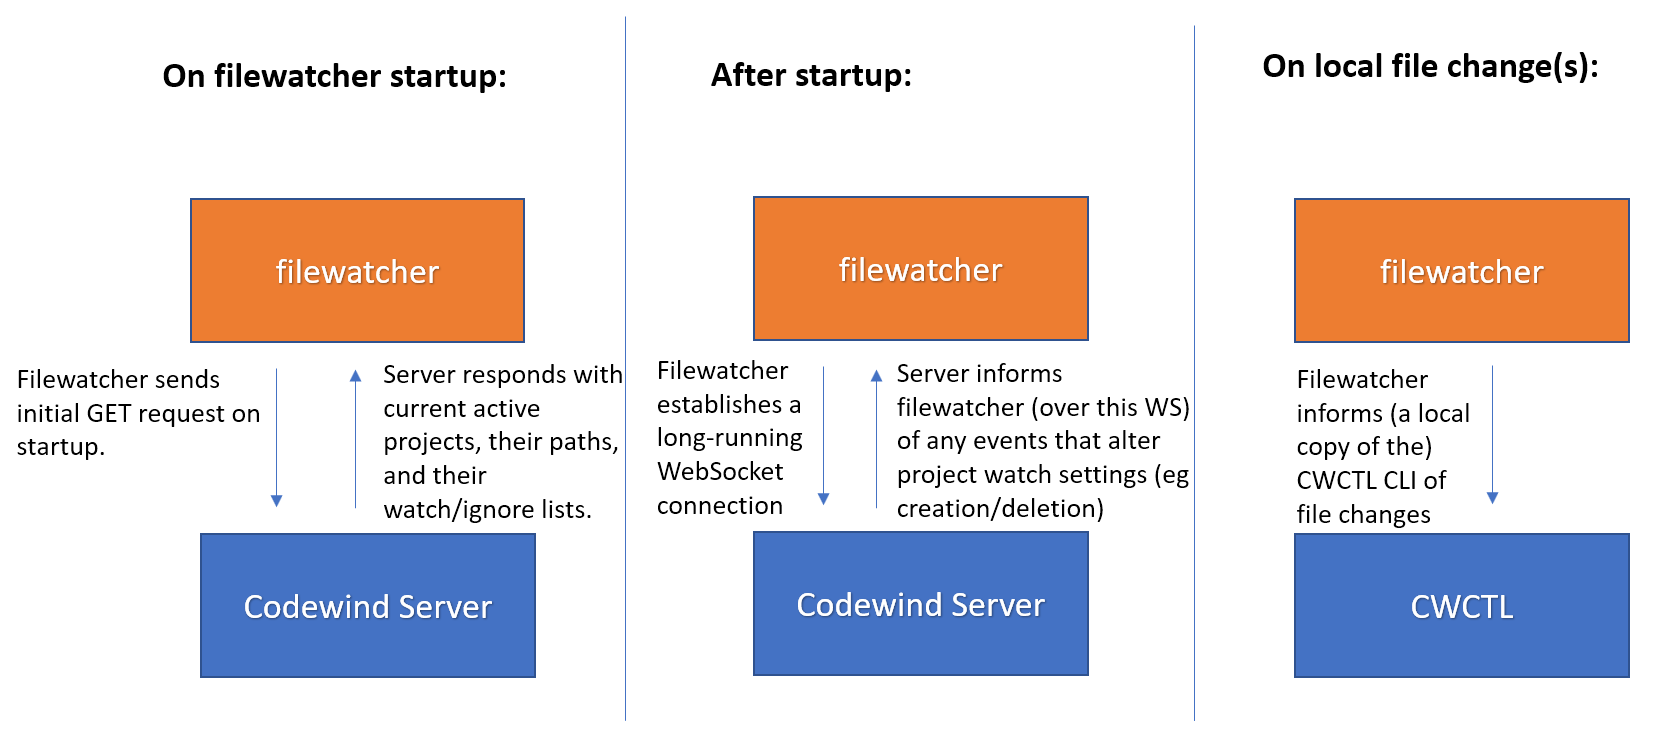 On filewatcher startup:
filewatcher
Filewatcher sends
initial GET request on
startup.
Server responds with
current active
projects, their paths,
and their
watch/ignore lists.
Codewind Server
After startup:
filewatcher
Filewatcher
establishes a
long-running
WebSocket
connection
Server informs
filewatcher (over this WS)
of any events that alter
project watch settings (eg
creation/deletion)
Codewind Server
On local file change(s):
filewatcher
Filewatcher
informs (a local
copy of the)
CWCTL CLI of
file changes
CWCTL